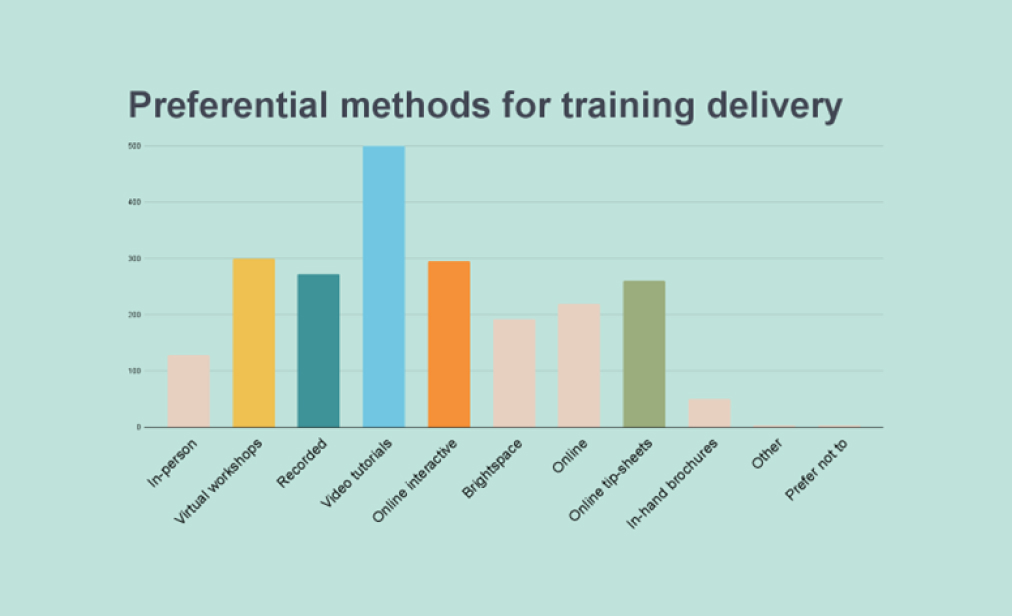 Preferential methods for training delivery
500
400
300
200
100
0
In-person
Virtual workshops
Recorded
Video tutorials
Online interactive
Brightspace
Online
Online tip-sheets
In-hand brochures
Other
Prefer not to